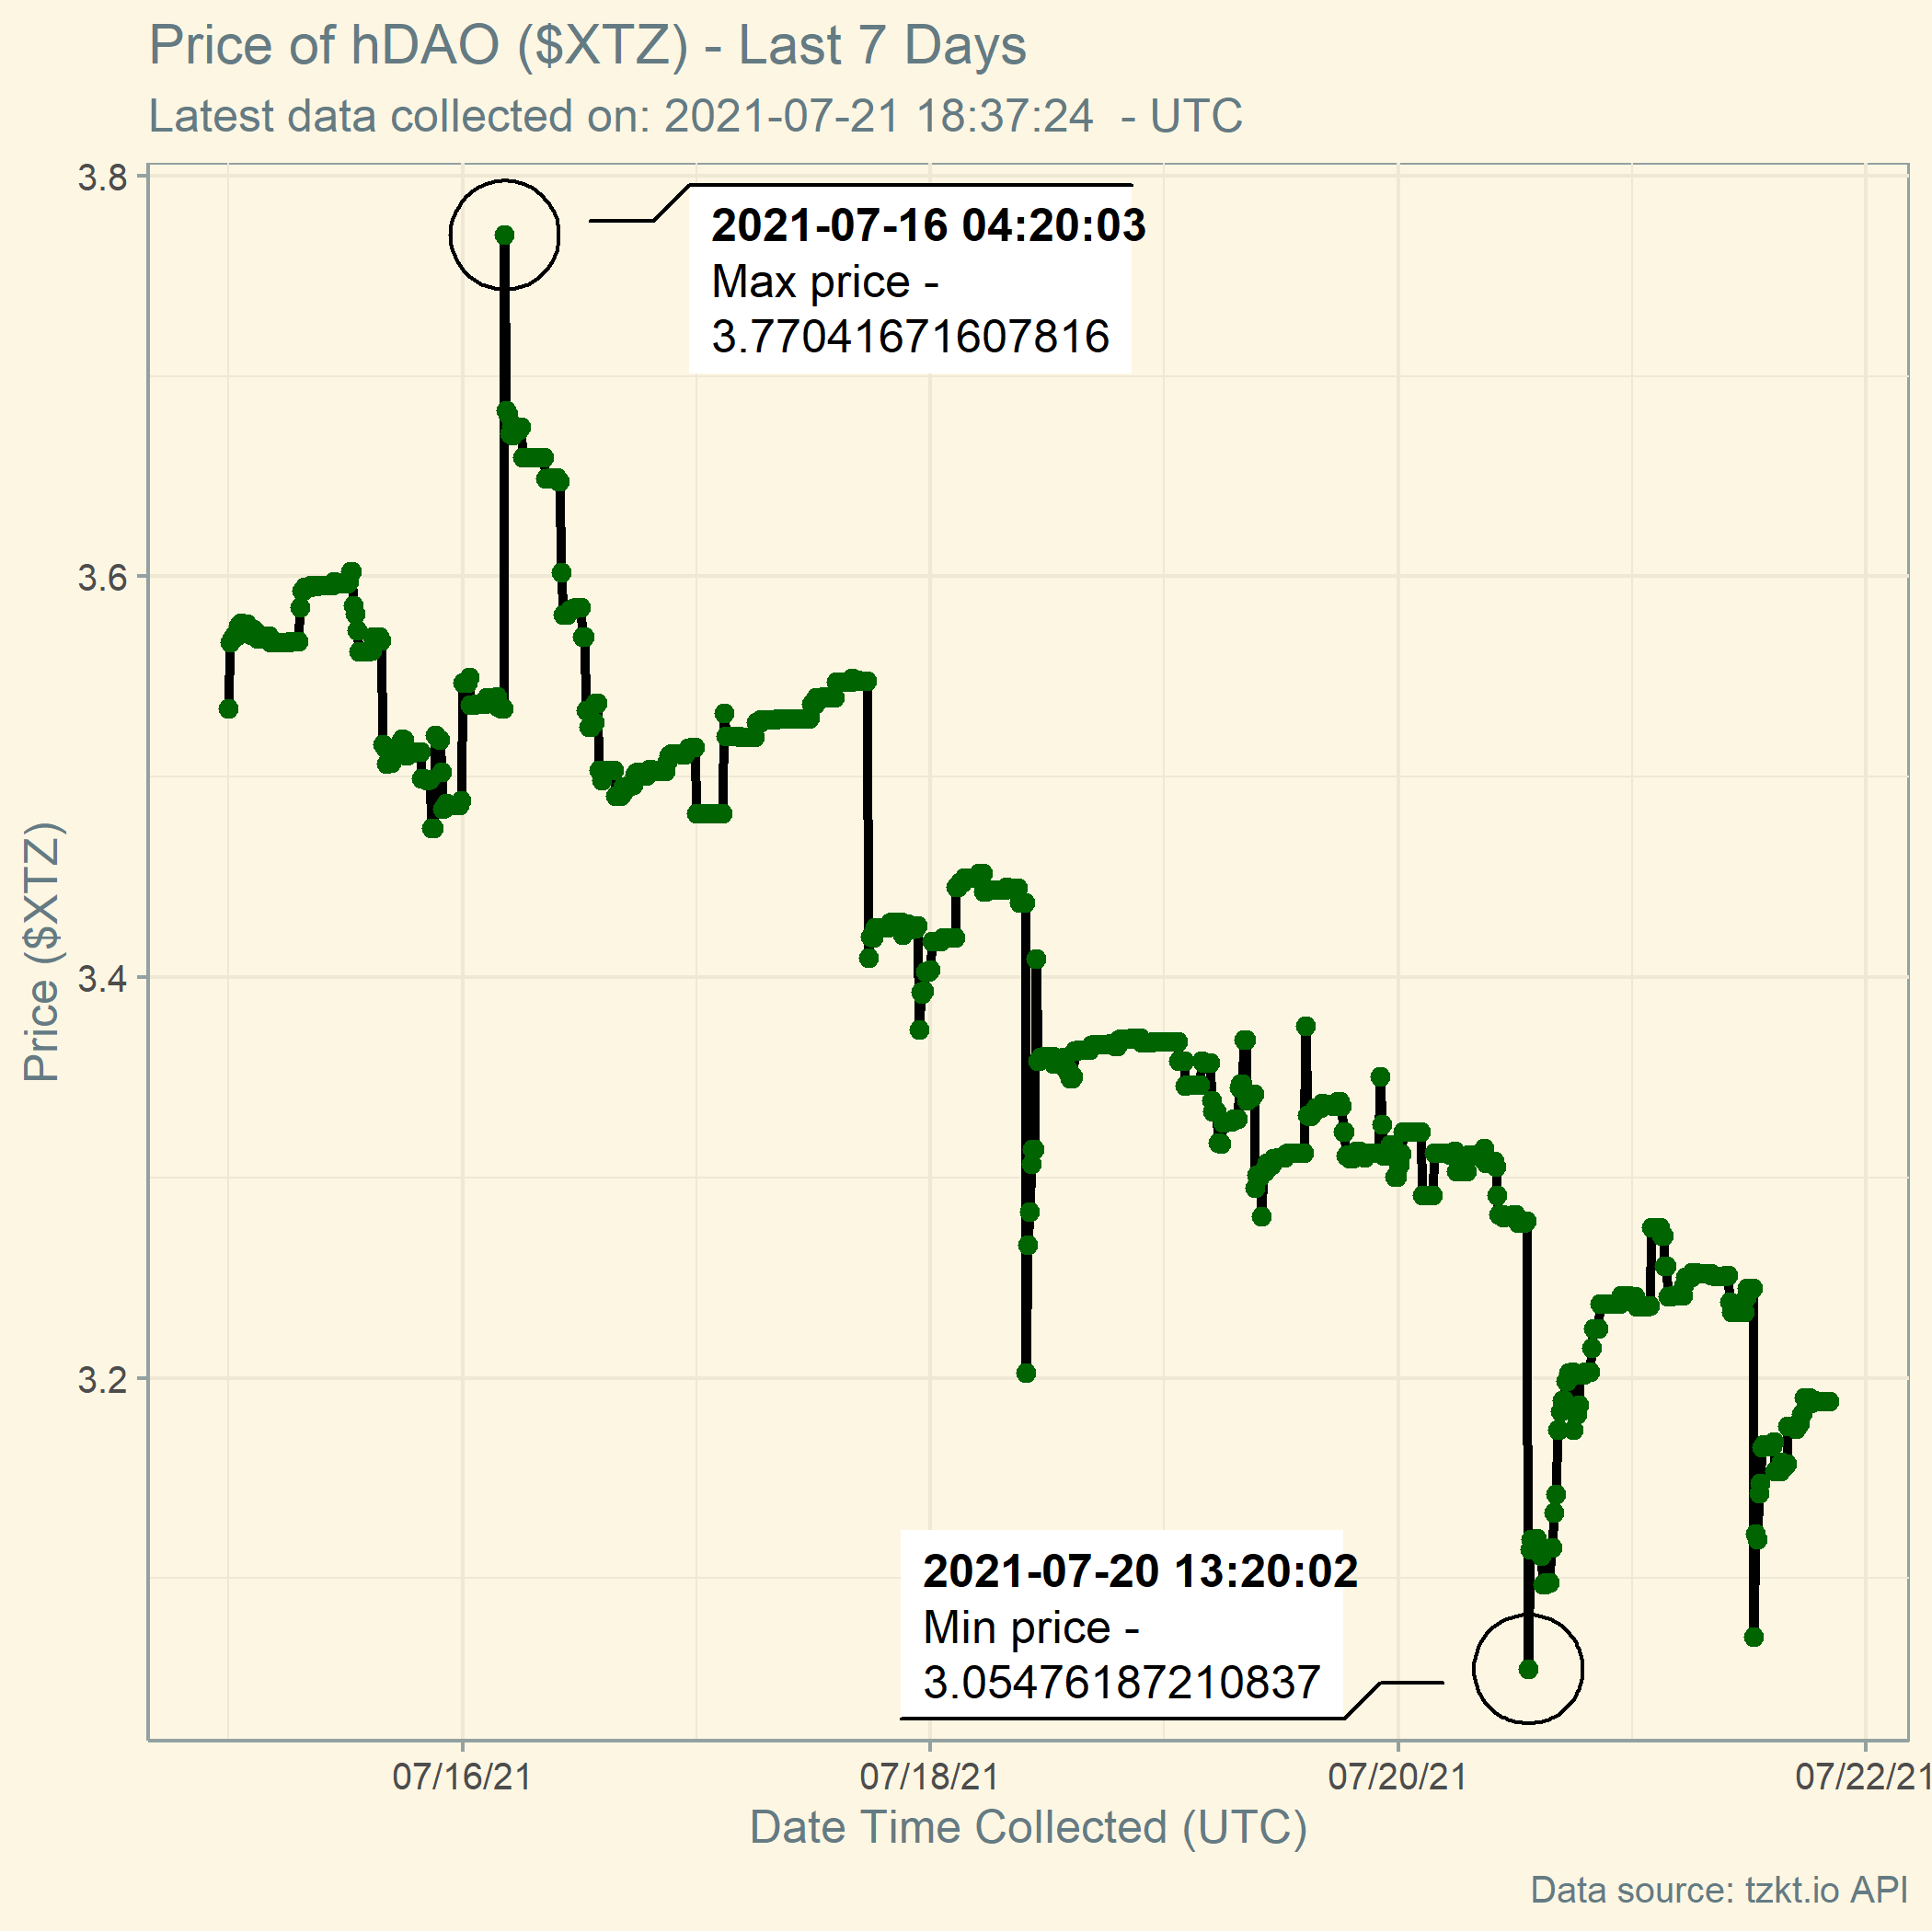 Price of hDAO ($XTZ) - Last 7 Days
Latest data collected on: 2021-07-21 18:37:24  - UTC
3.8
3.6
3.4
3.2
Price ($XTZ)
2021-07-16 04:20:03
Max price -
3.77041671607816
2021-07-20 13:20:02
Min price -
3.05476187210837
07/16/21
07/18/21
07/20/21
07/22/21
Date Time Collected (UTC)
Data source: tzkt.io API